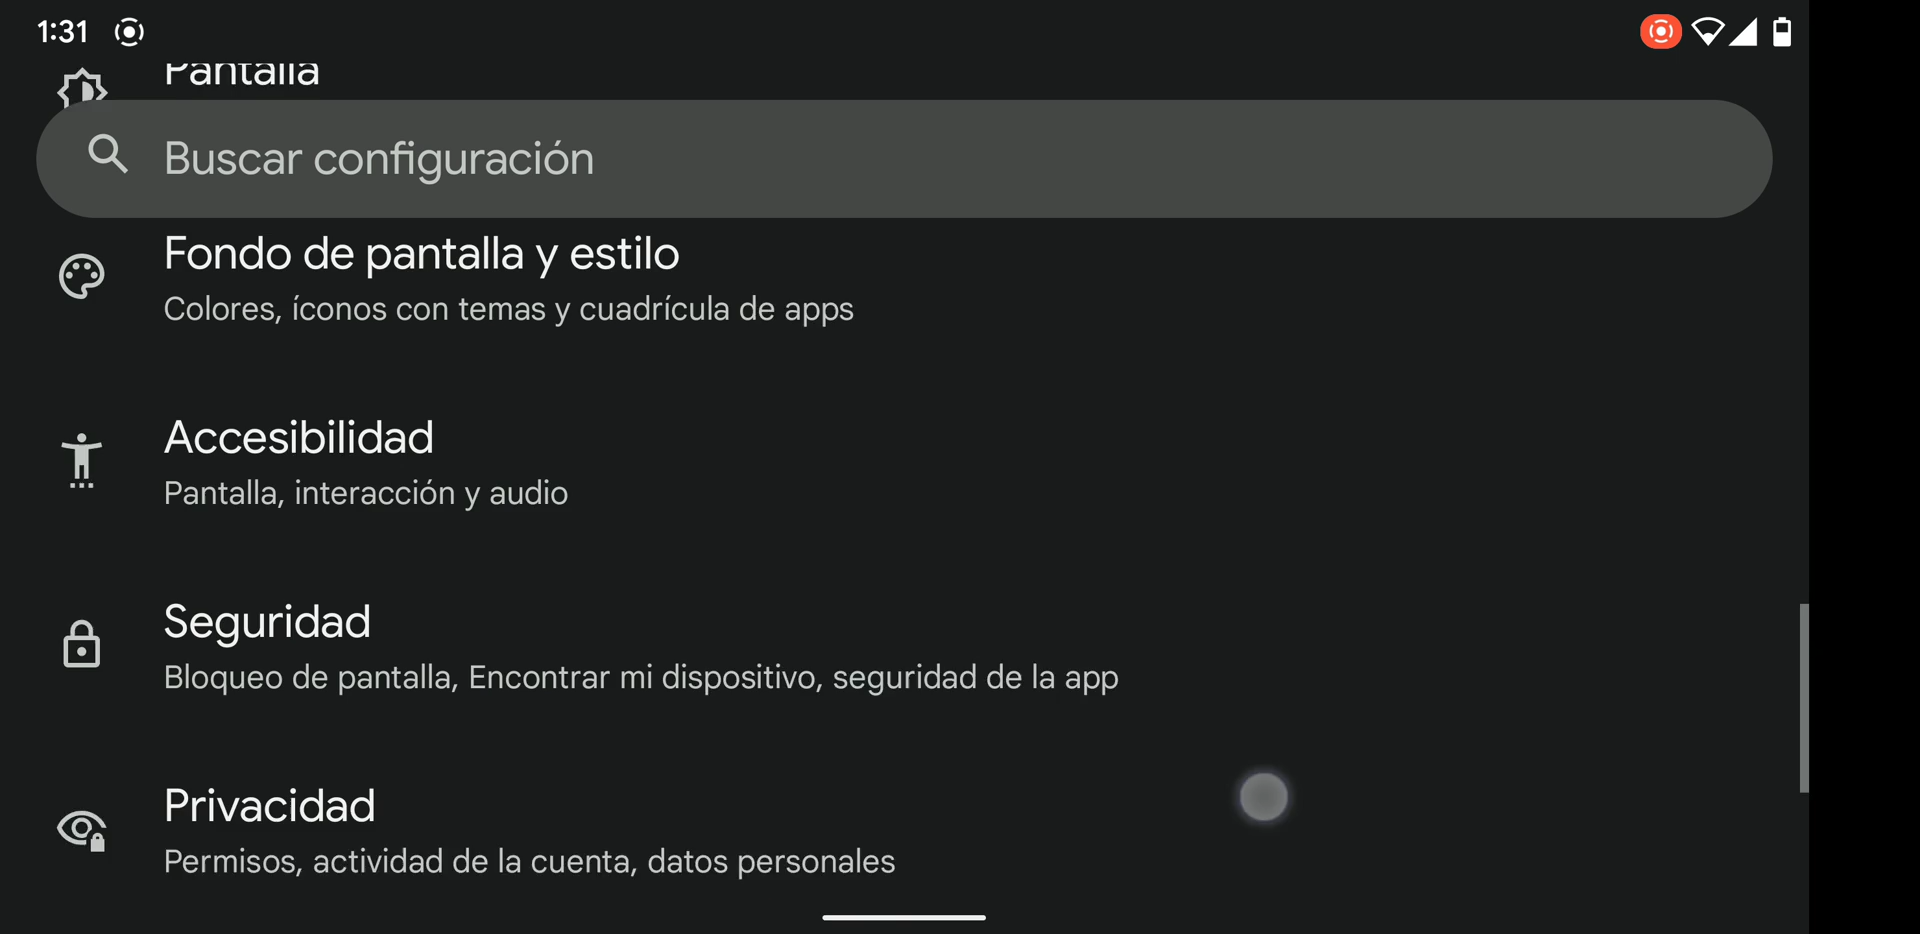 1:31
Pantalla
Buscar configuración
Fondo de pantalla y estilo
Colores, íconos con temas y cuadrícula de apps
Accesibilidad
Pantalla, interacción y audio
Seguridad
Bloqueo de pantalla, Encontrar mi dispositivo, seguridad de la app
Privacidad
Permisos, actividad de la cuenta, datos personales